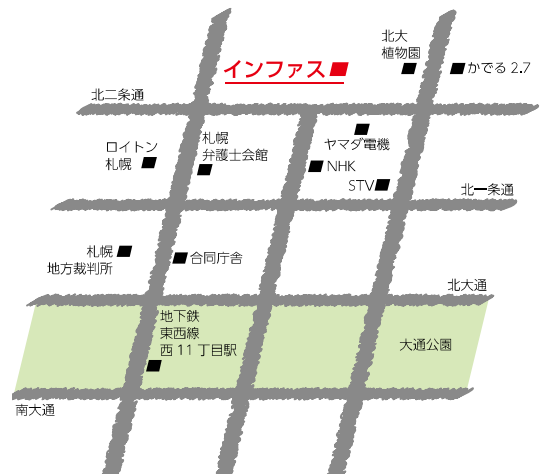 北大
植物園
インファス
かでる 2.7
北二条通
札幌
弁護士会館
ロイトン
札幌
ヤマダ電機
NHK
STV
北一条通
札幌
地方裁判所
合同庁舎
北大通
地下鉄
東西線
西 11 丁目駅
大通公園
南大通